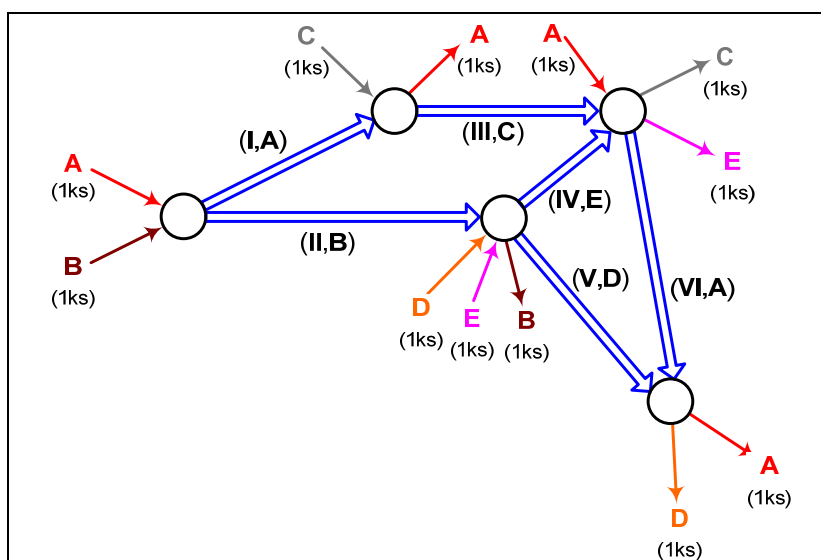 C
(1ks)
A
(1ks)
A
(1ks)
C
(1ks)
(I,A)
(III,C)
E
(1ks)
A
(1ks)
(IV,E)
B
(1ks)
(II,B)
(V,D)
(VI,A)
D
(1ks)
E
(1ks)
B
(1ks)
A
(1ks)
D
(1ks)